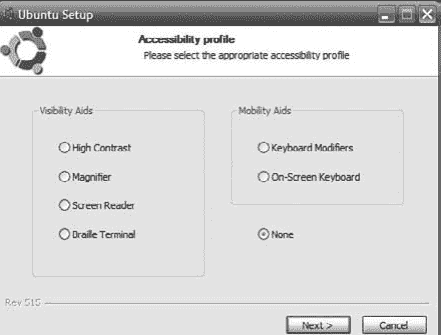 Ubuntu Setup
Accessibility profile
Please select the appropriate accessibility profile
Visibility Aids
High Contrast
Magnifier
Screen Reader
Braille Terminal
Mobility Aids
Keyboard Modifiers
On-Screen Keyboard
None
Rev 515
Next >
Cancel